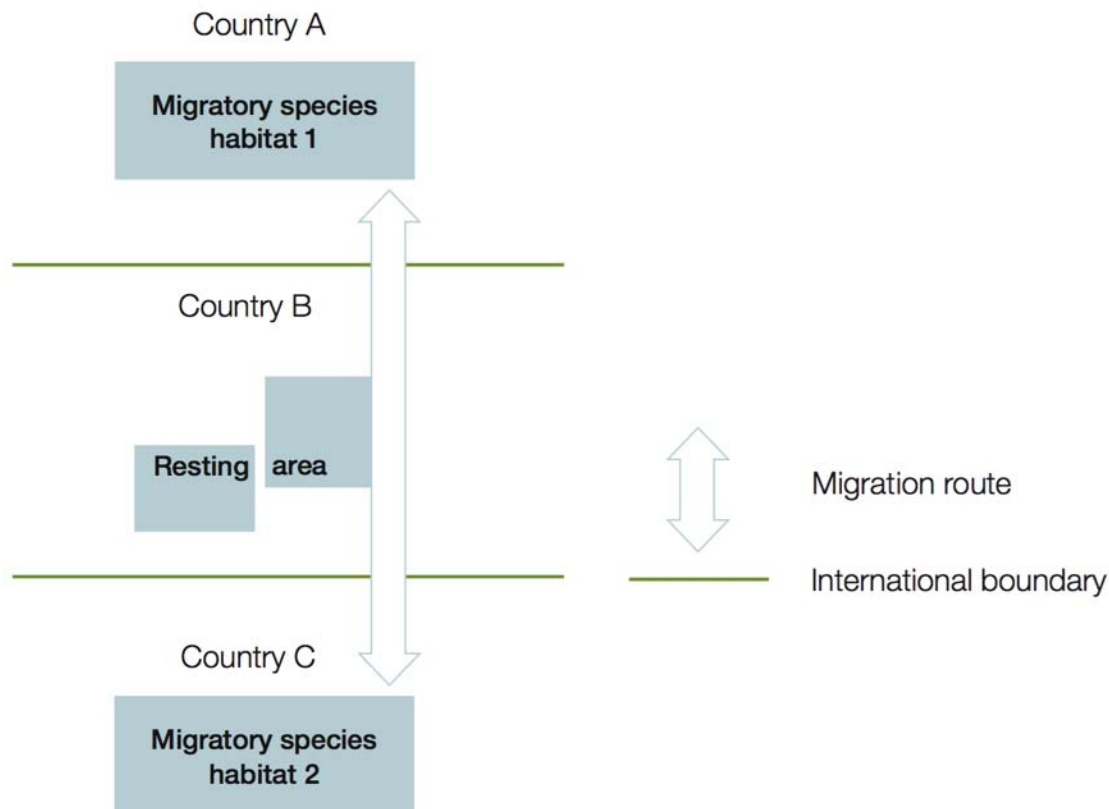 Country A
Migratory species
habitat 1
Country B
Resting area
Migration route
International boundary
Country C
Migratory species
habitat 2